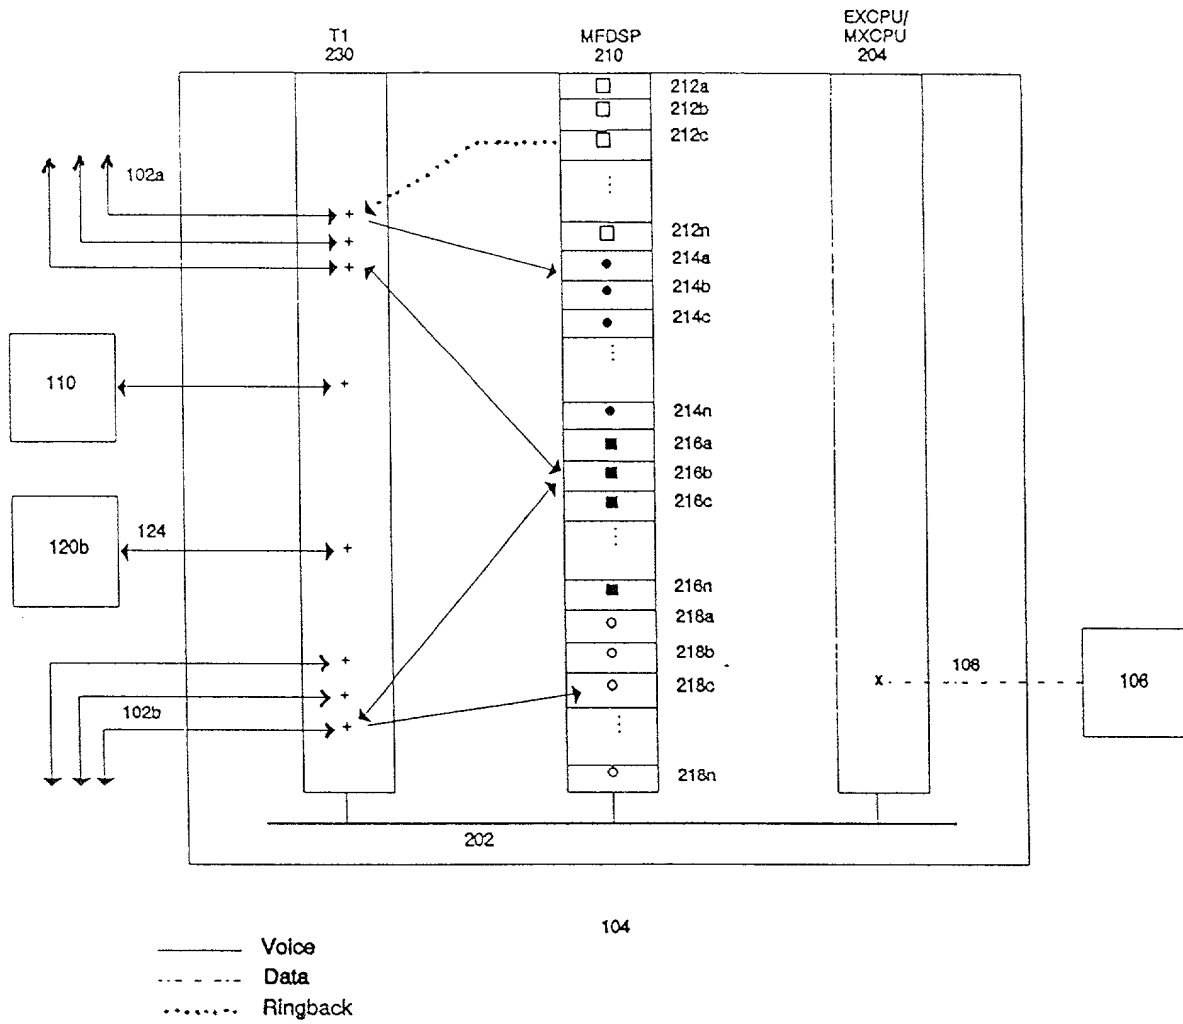 T1
230
MFDSP
210
EXCPU/
MXCPU
204
212a
212b
212c
102a
212n
214a
214b
214c
110
214n
216a
216b
216c
124
120b
216n
218a
218b
218c
108
106
102b
218n
202
104
Voice
Data
Ringback